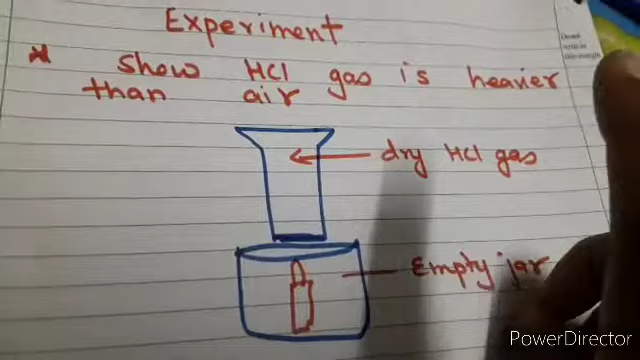 Experiment
* Show HCl gas is heavier
than air
dry HCl gas
Empty jar
PowerDirector